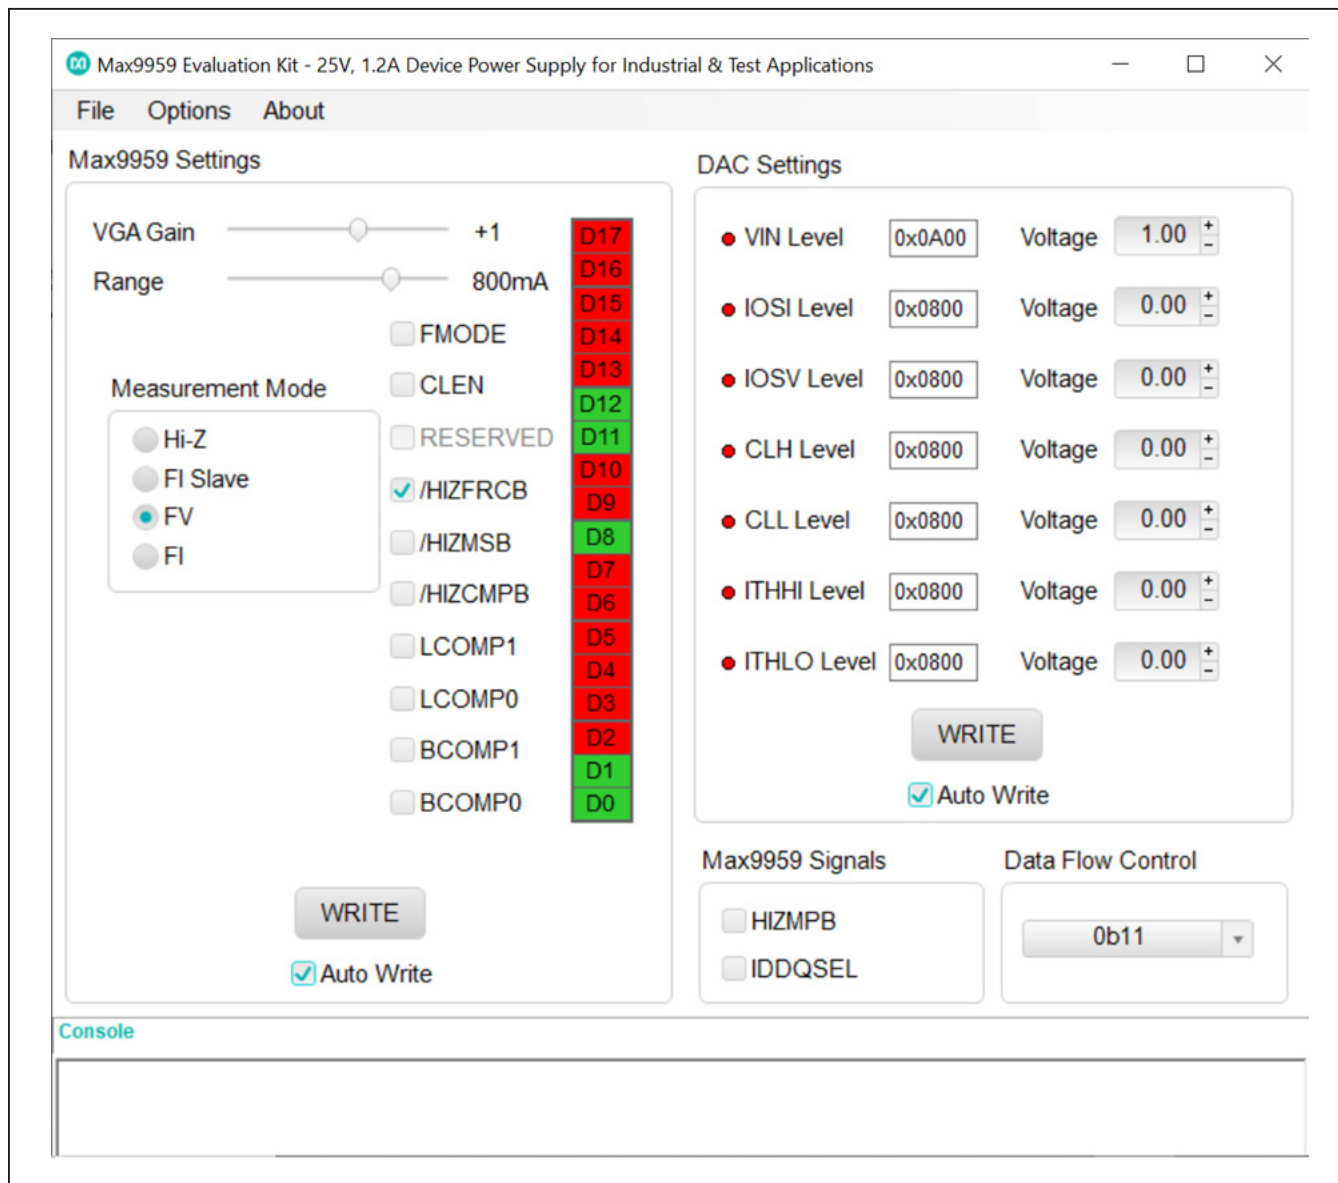 Max9959 Evaluation Kit - 25V, 1.2A Device Power Supply for Industrial & Test Applications
File Options About
Max9959 Settings
VGA Gain +1
Range 800mA
FMODE
CLEN
RESERVED
/HIZFRCB
/HIZMSB
/HIZCMPB
LCOMP1
LCOMP0
BCOMP1
BCOMP0
Measurement Mode
Hi-Z
FI Slave
FV
FI
D17
D16
D15
D14
D13
D12
D11
D10
D9
D8
D7
D6
D5
D4
D3
D2
D1
D0
WRITE
Auto Write
DAC Settings
VIN Level 0x0A00 Voltage 1.00 + -
IOSI Level 0x0800 Voltage 0.00 + -
IOSV Level 0x0800 Voltage 0.00 + -
CLH Level 0x0800 Voltage 0.00 + -
CLL Level 0x0800 Voltage 0.00 + -
ITHHI Level 0x0800 Voltage 0.00 + -
ITHLO Level 0x0800 Voltage 0.00 + -
WRITE
Auto Write
Max9959 Signals
HIZMPB
IDDQSEL
Data Flow Control
0b11
Console